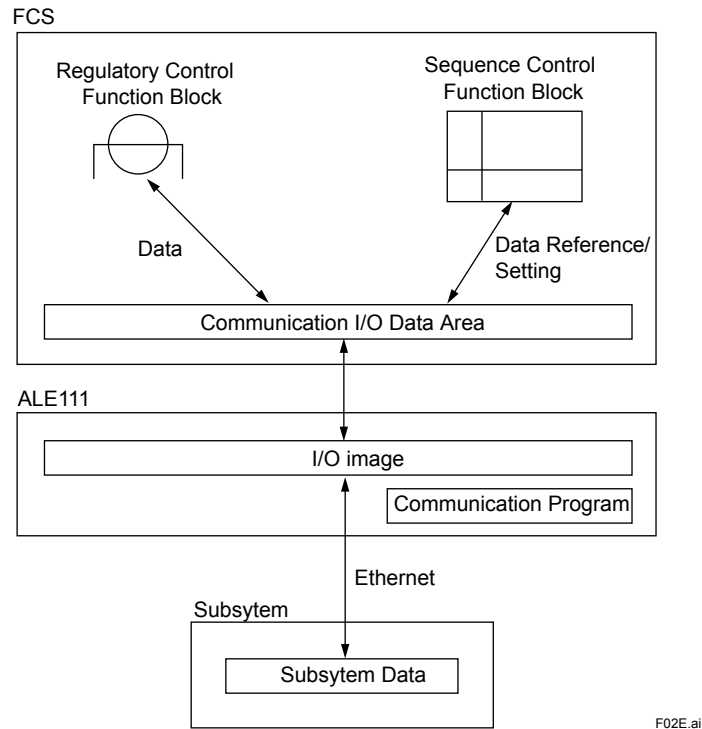 FCS
Regulatory Control
Function Block
Sequence Control
Function Block
Data
Data Reference/
Setting
Communication I/O Data Area
ALE111
I/O image
Communication Program
Ethernet
Subsytem
Subsytem Data
F02E.ai